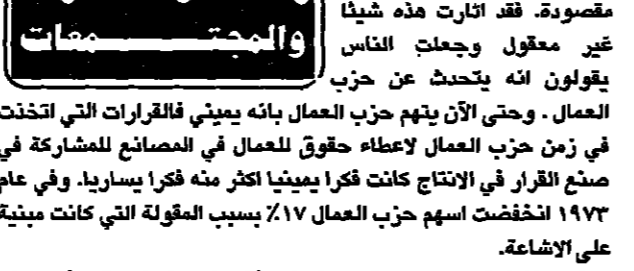 مقصودة. فقد اثارت هذه شيئا
والمجتمعات
غير معقول وجعلت الناس
يقولون انه يتحدث عن حزب
العمال . وحتى الآن يتهم حزب العمال بانه يميني فالقرارات التي اتخذت
في زمن حزب العمال لاعطاء حقوق للعمال في المصانع للمشاركة في
صنع القرار في الانتاج كانت فكرا يمينيا اكثر منه فكرا يساريا. وفي عام
١٩٧٣ انخفضت اسهم حزب العمال ١٧٪ بسبب المقولة التي كانت مبنية
على الاشاعة.